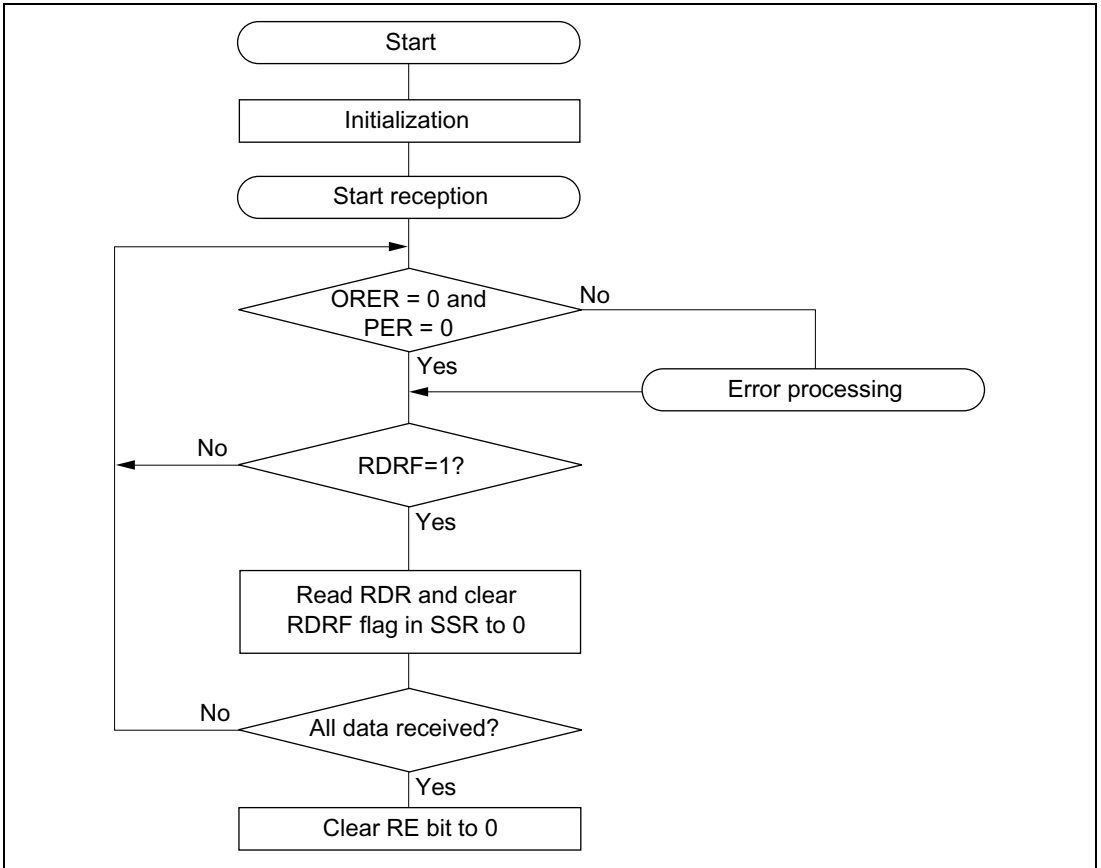 Start
Initialization
Start reception
ORER = 0 and
PER = 0
No
Yes
Error processing
No
RDRF=1?
Yes
Read RDR and clear
RDRF flag in SSR to 0
No
All data received?
Yes
Clear RE bit to 0